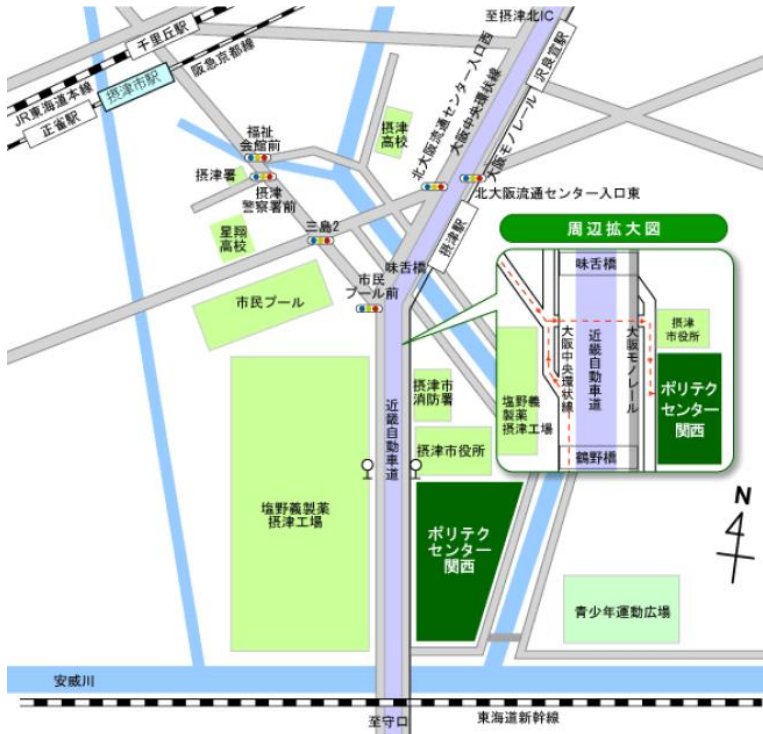 至摂津北IC
千里丘駅
JR東海道本線
摂津市駅
阪急京都線
正雀駅
沢良宜駅
北大阪流通センター入口西
大阪中央環状線
大阪モノレール
摂津
高校
福祉
会館前
摂津署
摂津
警察署前
北大阪流通センター入口東
三島2
星翔
高校
摂津駅
味舌橋
市民
プール前
市民プール
周辺拡大図
味舌橋
大阪中央環状線
近畿自動車道
大阪モノレール
摂津
市役所
塩野義
製薬
摂津工場
ポリテク
センター
関西
鶴野橋
近畿自動車道
摂津市
消防署
摂津市役所
塩野義製薬
摂津工場
ポリテク
センター
関西
N
青少年運動広場
安威川
至守口
東海道新幹線